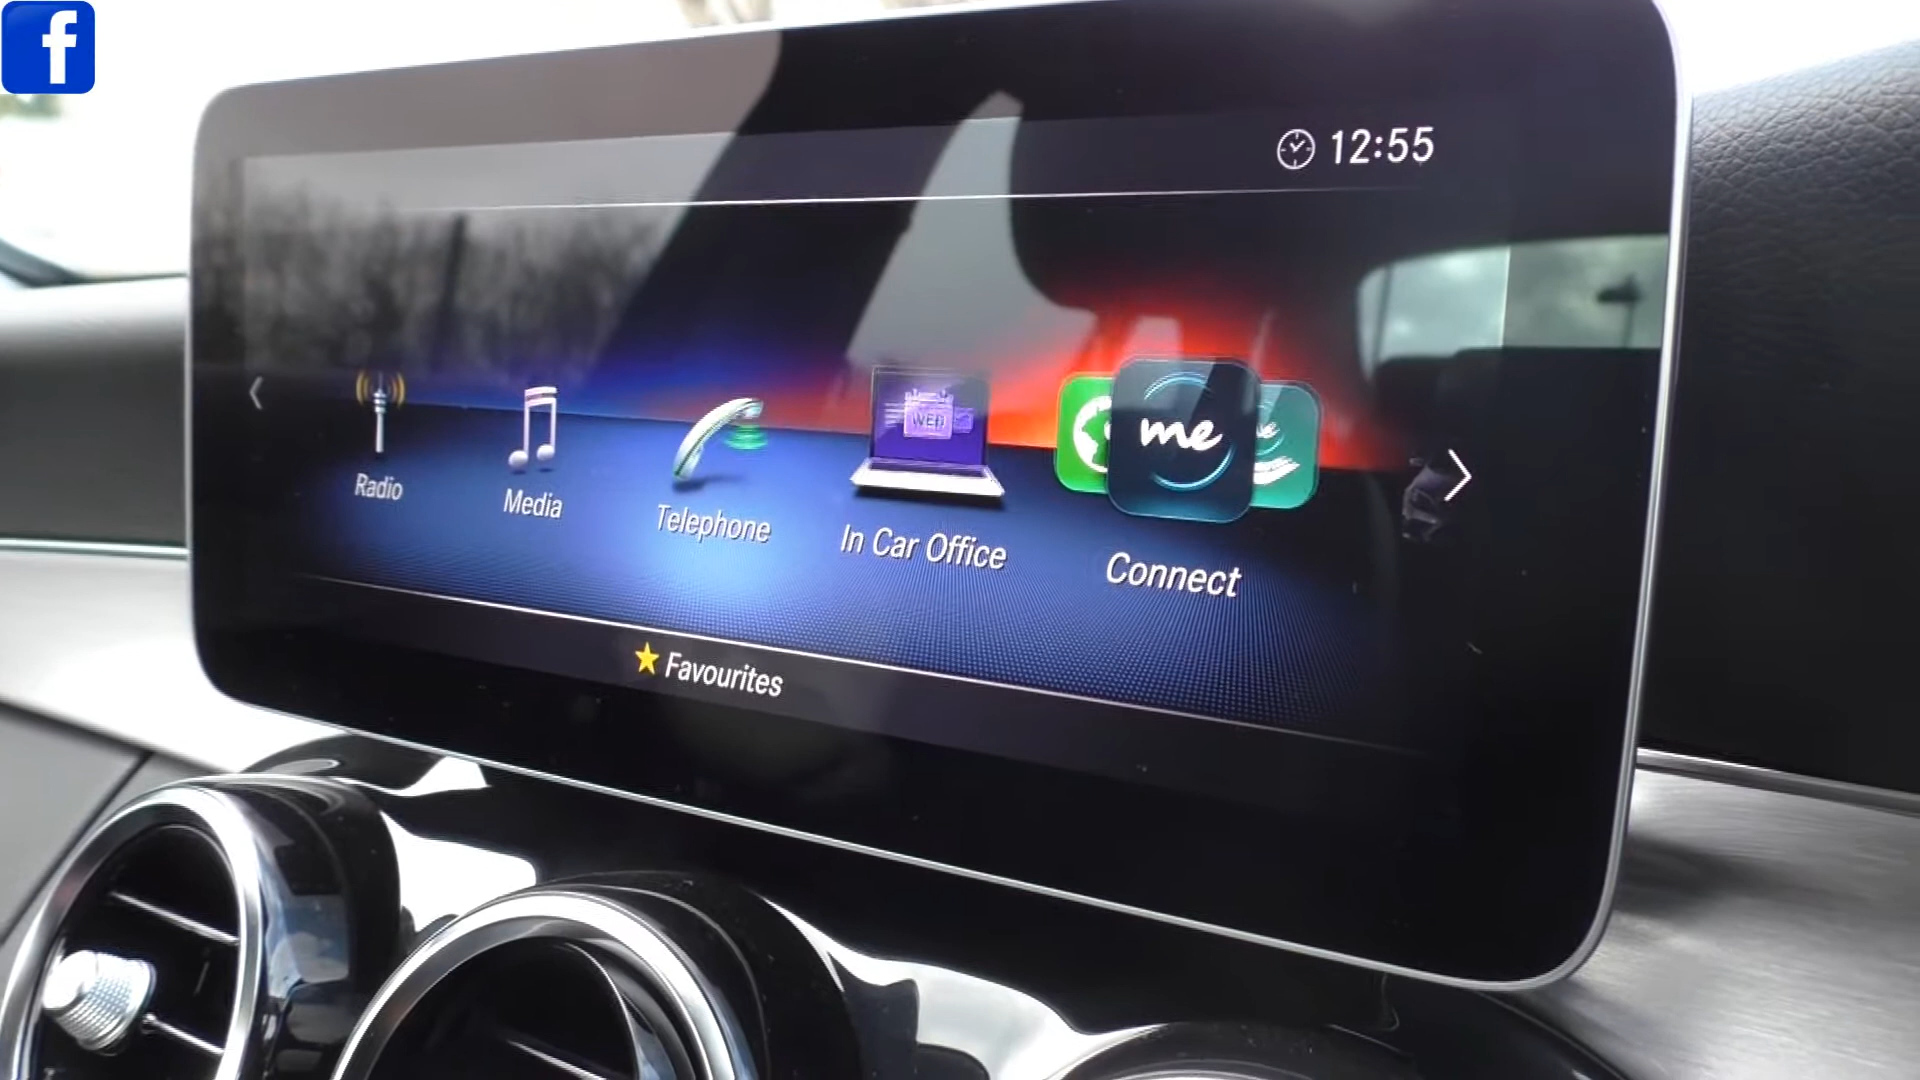 f
12:55
WEB
me
Radio
Media
Telephone
In Car Office
Connect
Favourites